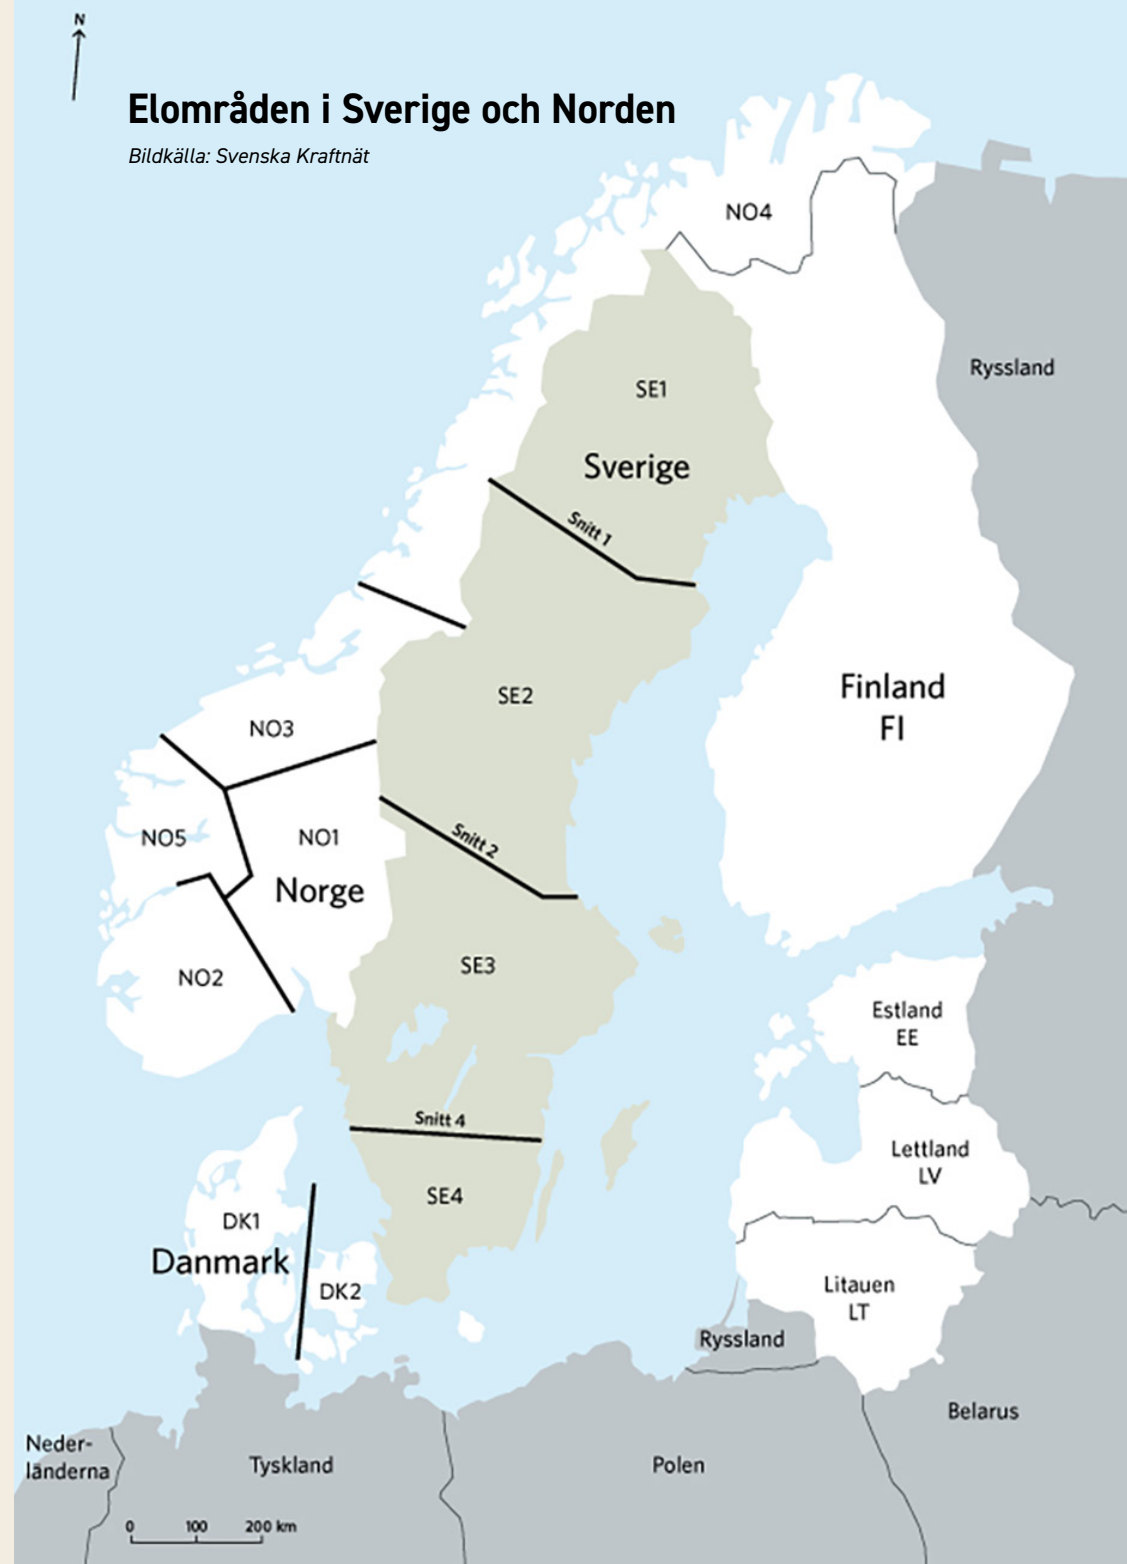 N
Elområden i Sverige och Norden
Bildkälla: Svenska Kraftnät
NO4
Ryssland
SE1
Sverige
Snitt 1
SE2
Finland
FI
NO3
NO5
NO1
Snitt 2
Norge
NO2
SE3
Estland
EE
Snitt 4
Lettland
LV
SE4
DK1
Danmark
DK2
Litauen
LT
Ryssland
Belarus
Neder-
länderna
Tyskland
Polen
0 100 200 km